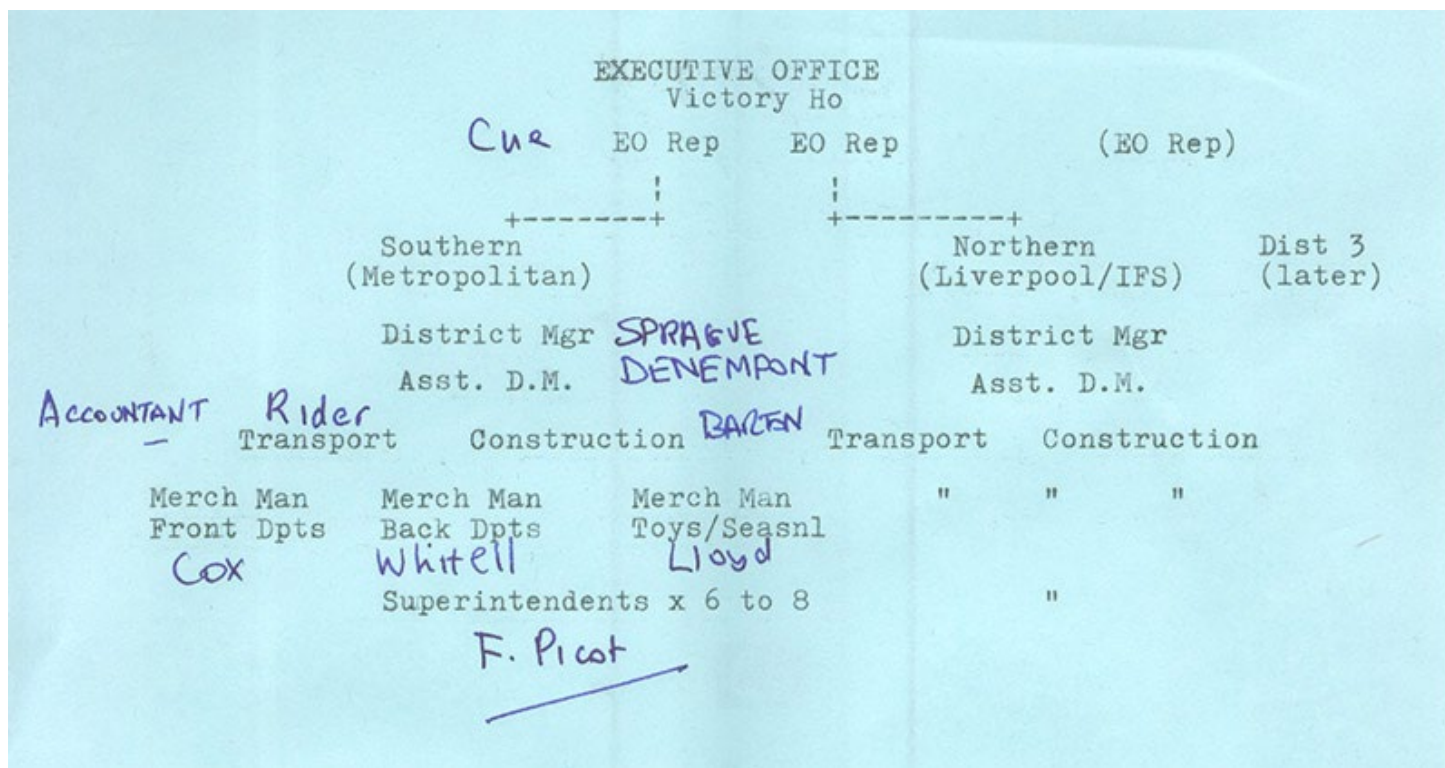 EXECUTIVE OFFICE
Victory Ho
Cue EO Rep EO Rep (EO Rep)
Southern Northern Dist 3
(Metropolitan) (Liverpool/IFS) (later)
District Mgr SPRAGUE District Mgr
Asst. D.M. DENEMPONT Asst. D.M.
ACCOUNTANT Rider
Transport Construction BARTEN Transport Construction
Merch Man Merch Man Merch Man " " "
Front Dpts Back Dpts Toys/Seasnl
Cox Whitell Lloyd
Superintendents x 6 to 8 "
F. Picot